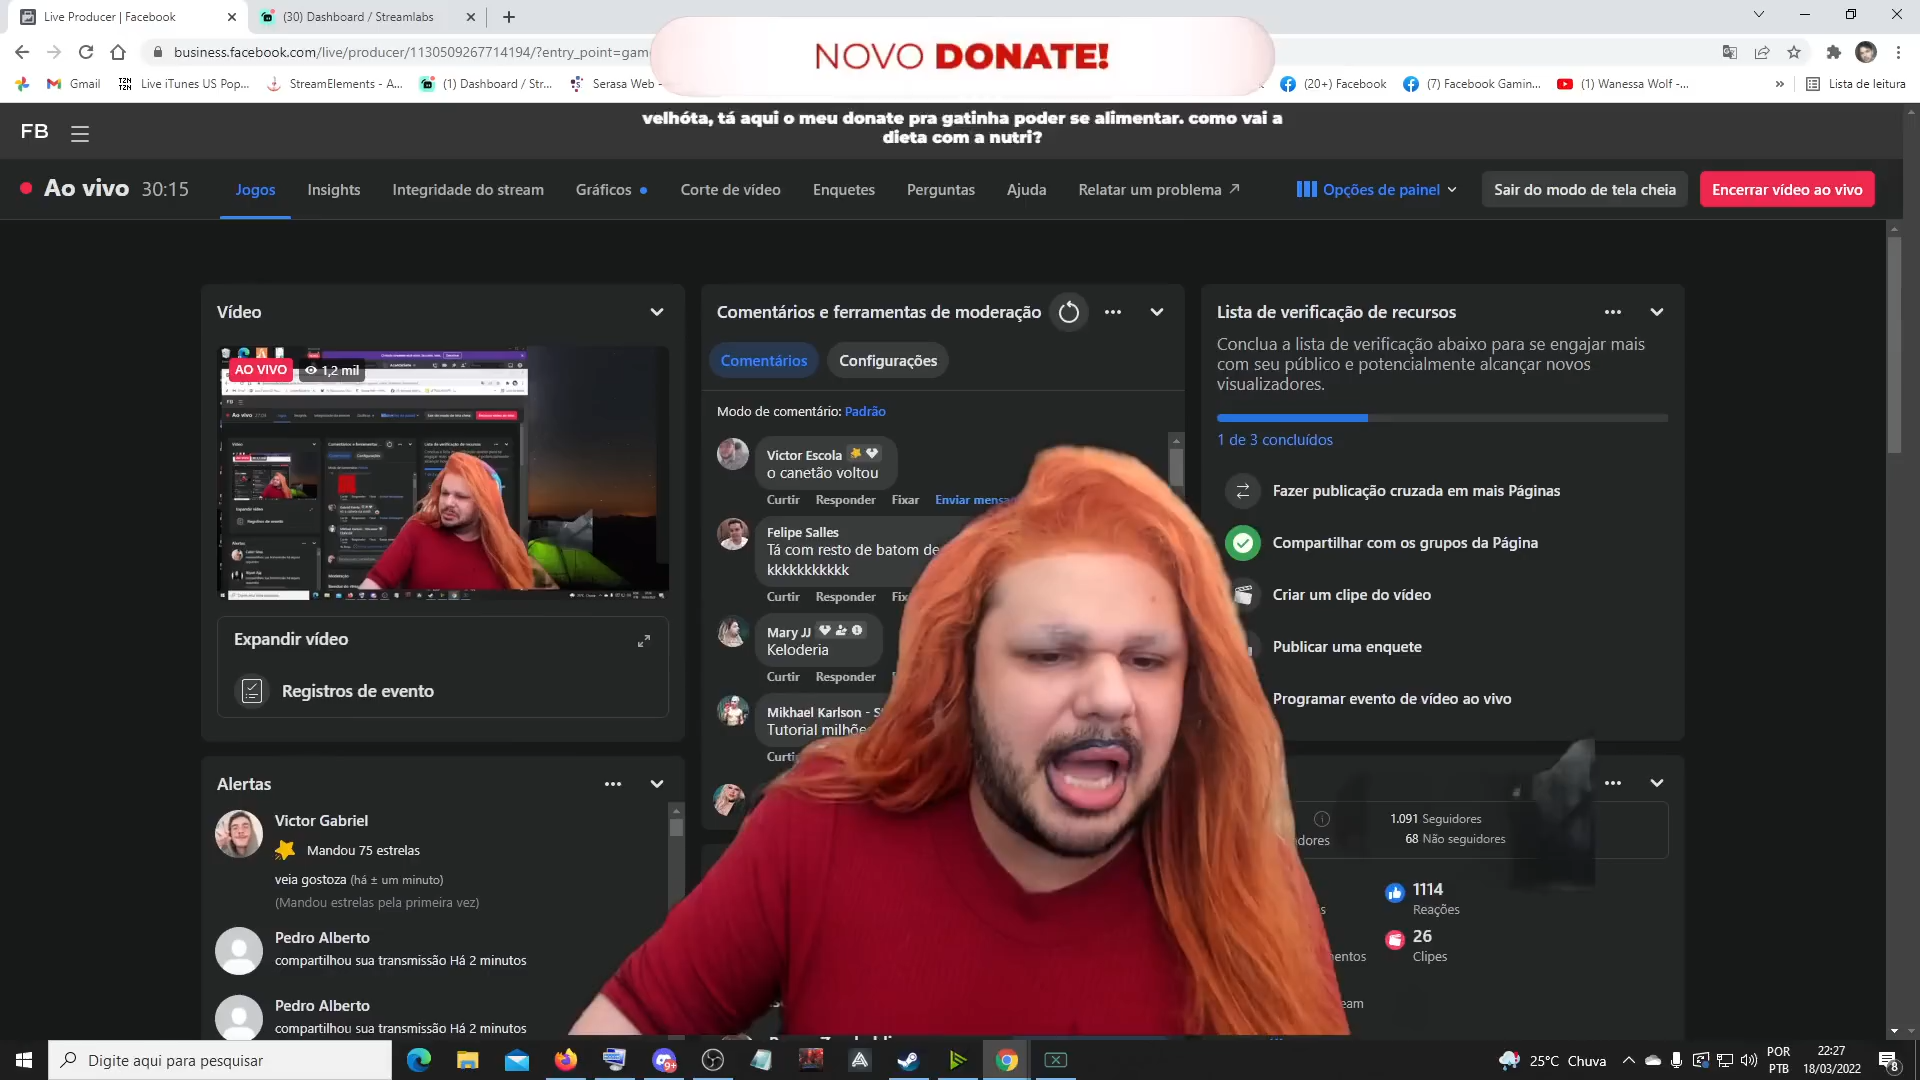 Live Producer | Facebook
(30) Dashboard / Streamlabs
business.facebook.com/live/producer/1130509267714194/?entry_point=gam
NOVO DONATE!
Gmail
Live iTunes US Pop...
StreamElements - A...
(1) Dashboard / Str...
Serasa Web -
(20+) Facebook
(7) Facebook Gamin...
(1) Wanessa Wolf -...
Lista de leitura
velhóta, tá aqui o meu donate pra gatinha poder se alimentar. como vai a
dieta com a nutri?
FB
Ao vivo 30:15
Jogos
Insights
Integridade do stream
Gráficos
Corte de vídeo
Enquetes
Perguntas
Ajuda
Relatar um problema
Opções de painel
Sair do modo de tela cheia
Encerrar vídeo ao vivo
Vídeo
AO VIVO
1,2 mil
Expandir vídeo
Registros de evento
Alertas
Victor Gabriel
Mandou 75 estrelas
veia gostoza (há ± um minuto)
(Mandou estrelas pela primeira vez)
Pedro Alberto
compartilhou sua transmissão Há 2 minutos
Pedro Alberto
compartilhou sua transmissão Há 2 minutos
Comentários e ferramentas de moderação
Comentários
Configurações
Modo de comentário: Padrão
Victor Escola
o canetão voltou
Curtir Responder Fixar Enviar mensa
Felipe Salles
Tá com resto de batom de
kkkkkkkkkkk
Curtir Responder Fix
Mary JJ
Keloderia
Curtir Responder
Mikhael Karlson - S
Tutorial milhõe
Curti
Lista de verificação de recursos
Conclua a lista de verificação abaixo para se engajar mais
com seu público e potencialmente alcançar novos
visualizadores.
1 de 3 concluídos
Fazer publicação cruzada em mais Páginas
Compartilhar com os grupos da Página
Criar um clipe do vídeo
Publicar uma enquete
Programar evento de vídeo ao vivo
1.091 Seguidores
dores
68 Não seguidores
1114
Reações
26
Clipes
entos
eam
Digite aqui para pesquisar
25°C Chuva
POR
PTB
22:27
18/03/2022
8